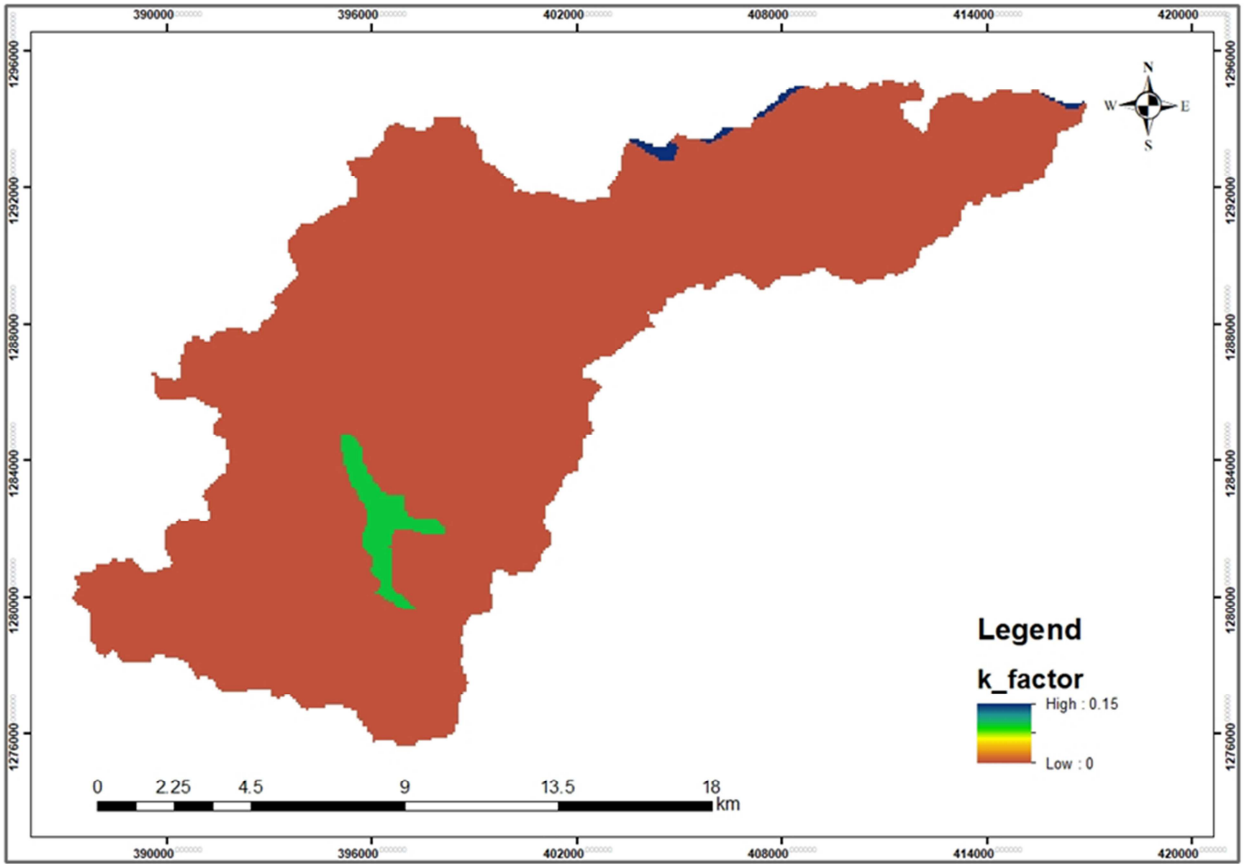 390000 396000 402000 408000 414000 420000
1296000 1296000
N
W E
S
1292000 1292000
1288000 1288000
1284000 1284000
1280000 1280000
Legend
k_factor
High : 0.15
Low : 0
1276000 1276000
0 2.25 4.5 9 13.5 18
km
390000 396000 402000 408000 414000 420000